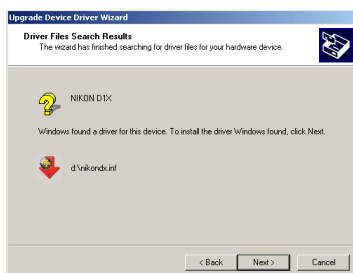 Upgrade Device Driver Wizard
Driver Files Search Results
The wizard has finished searching for driver files for your hardware device.
NIKON D1X
Windows found a driver for this device. To install the driver Windows found, click Next.
d:\nikondx.inf
< Back
Next >
Cancel